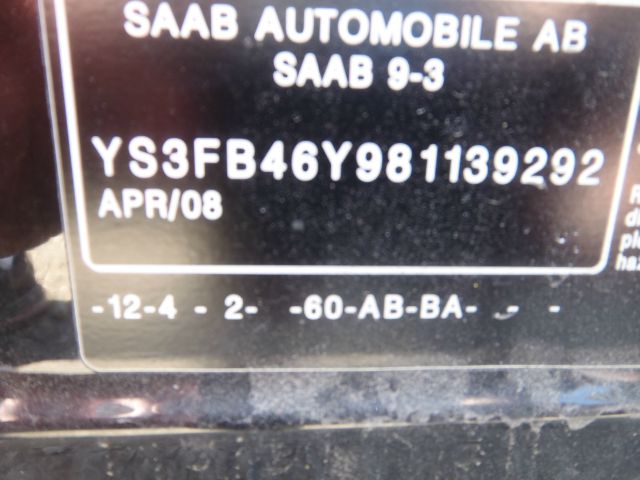 SAAB AUTOMOBILE AB
SAAB 9-3
YS3FB46Y981139292
APR/08
-12-4 - 2- -60-AB-BA- - -